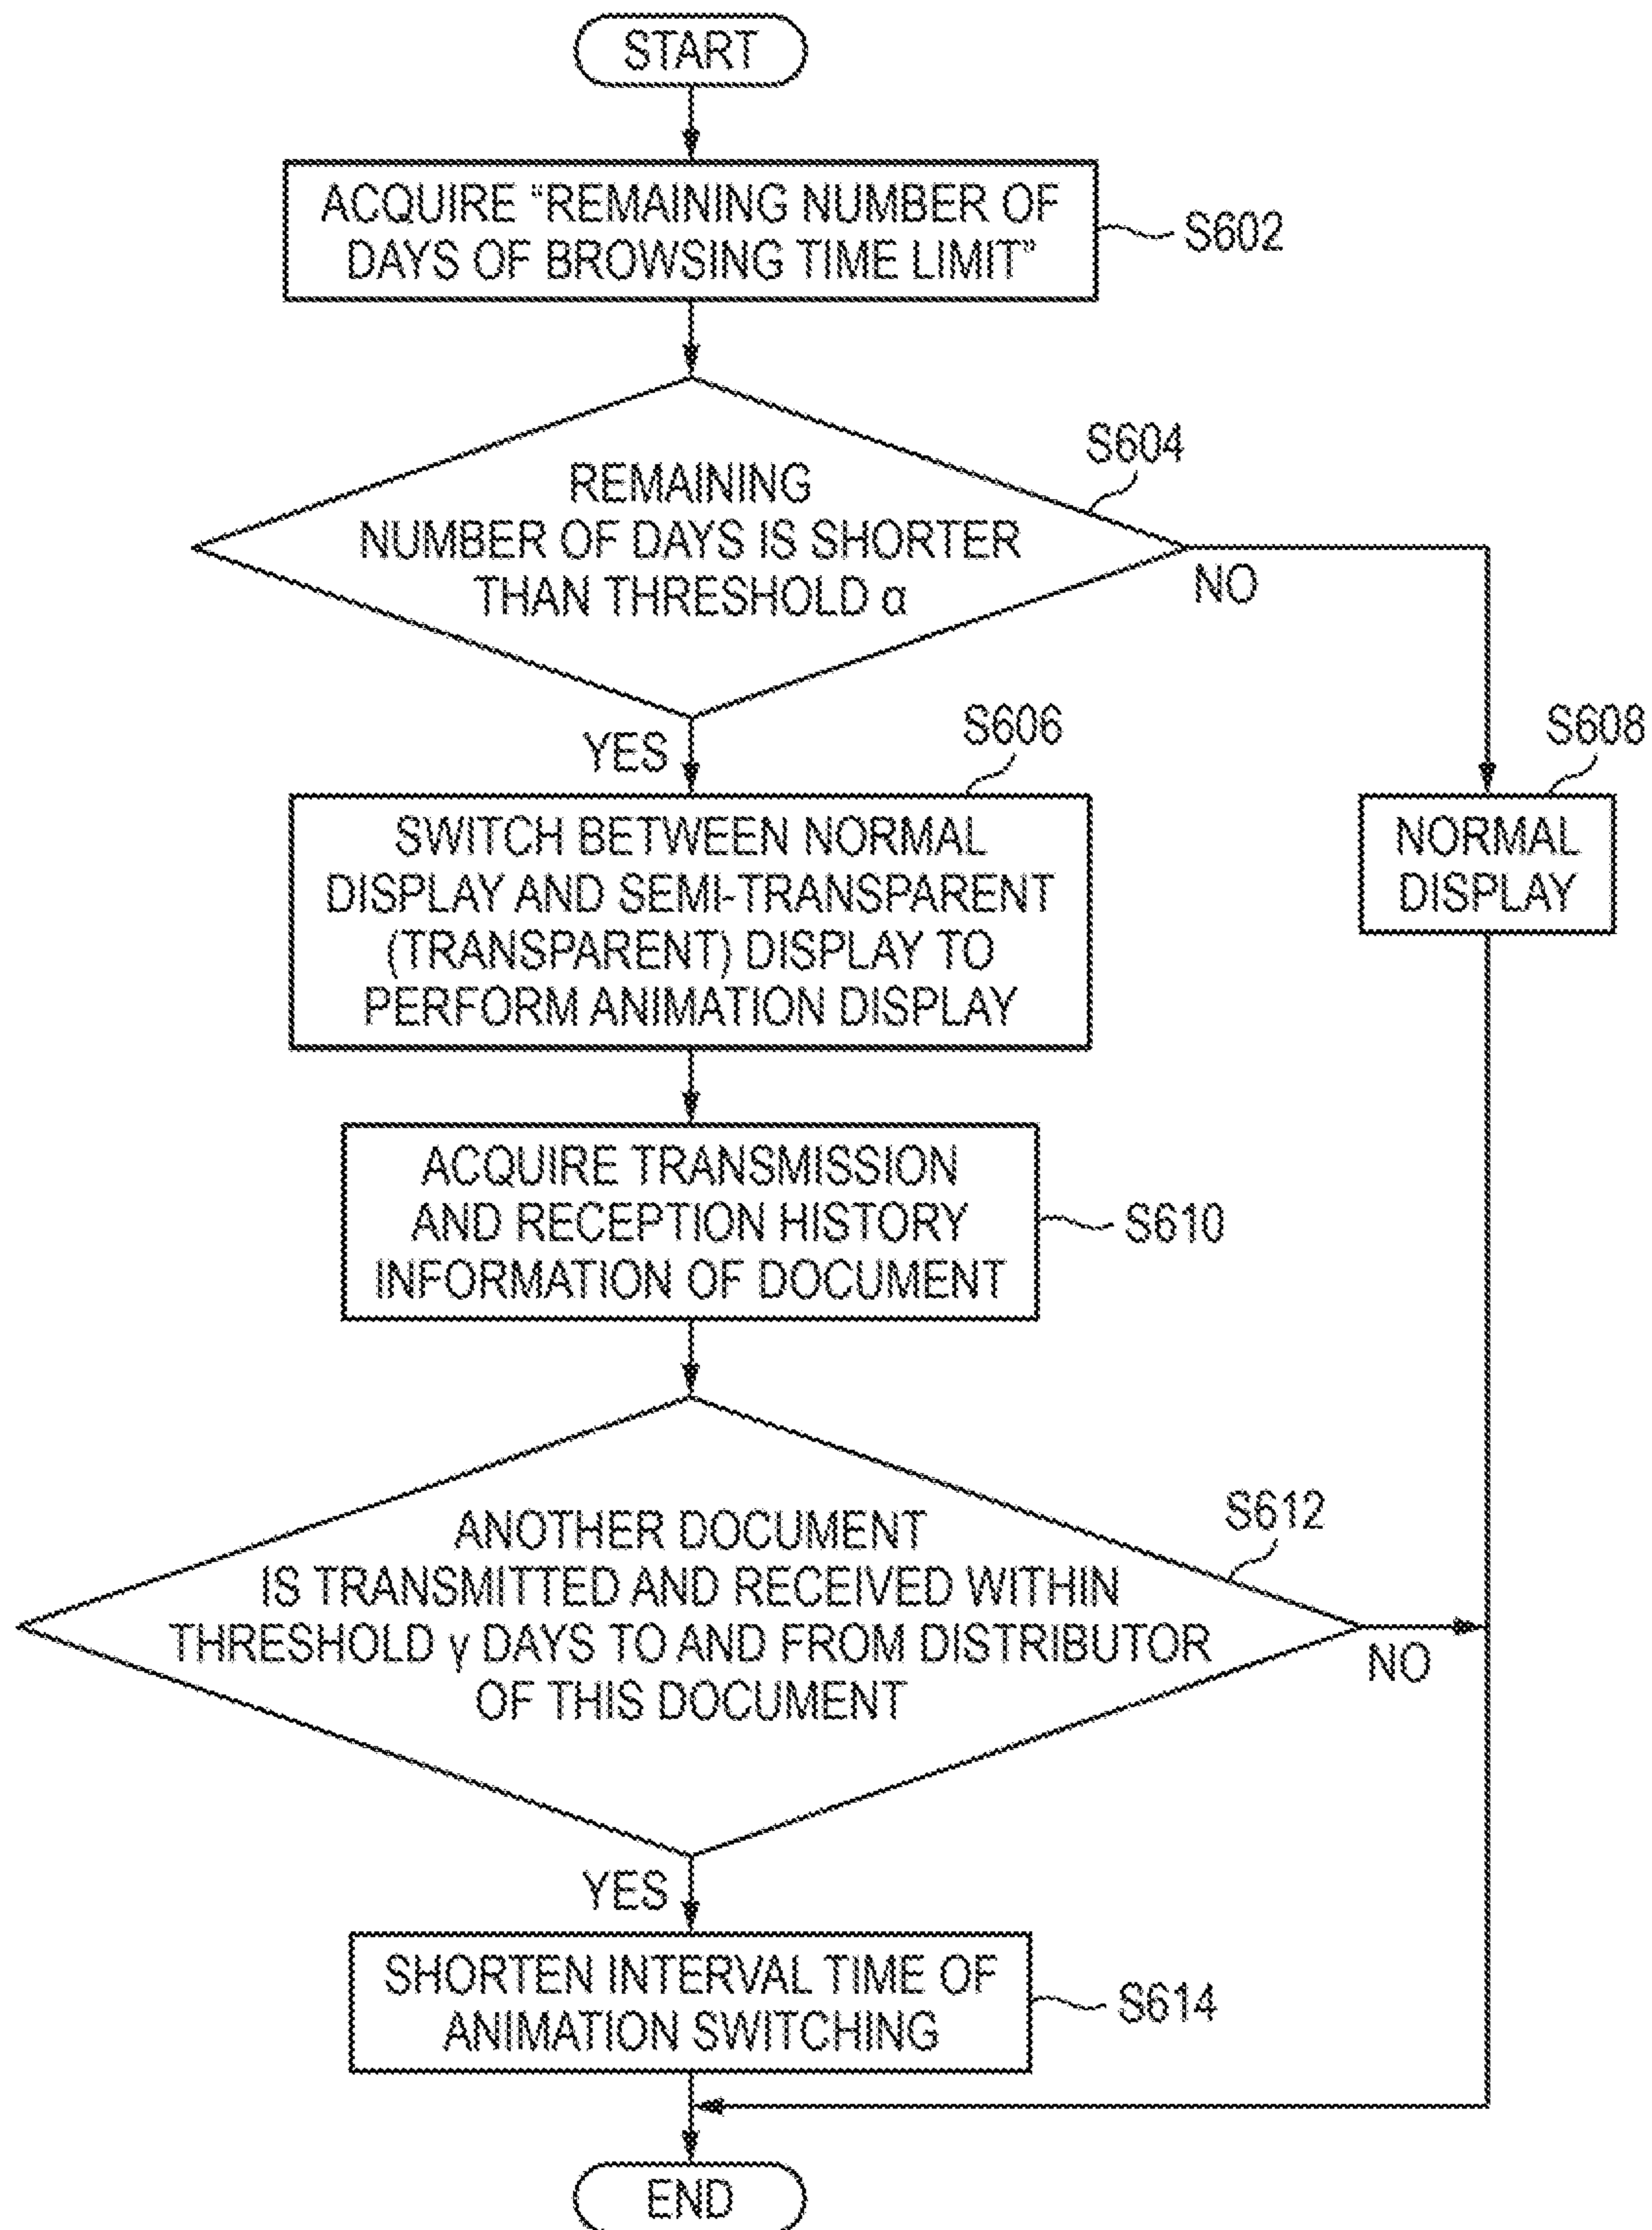 START
ACQUIRE “REMAINING NUMBER OF
DAYS OF BROWSING TIME LIMIT”
S602
S604
REMAINING
NUMBER OF DAYS IS SHORTER
THAN THRESHOLD α
NO
YES
S606
S608
SWITCH BETWEEN NORMAL
DISPLAY AND SEMI-TRANSPARENT
(TRANSPARENT) DISPLAY TO
PERFORM ANIMATION DISPLAY
NORMAL
DISPLAY
ACQUIRE TRANSMISSION
AND RECEPTION HISTORY
INFORMATION OF DOCUMENT
S610
S612
ANOTHER DOCUMENT
IS TRANSMITTED AND RECEIVED WITHIN
THRESHOLD γ DAYS TO AND FROM DISTRIBUTOR
OF THIS DOCUMENT
NO
YES
SHORTEN INTERVAL TIME OF
ANIMATION SWITCHING
S614
END